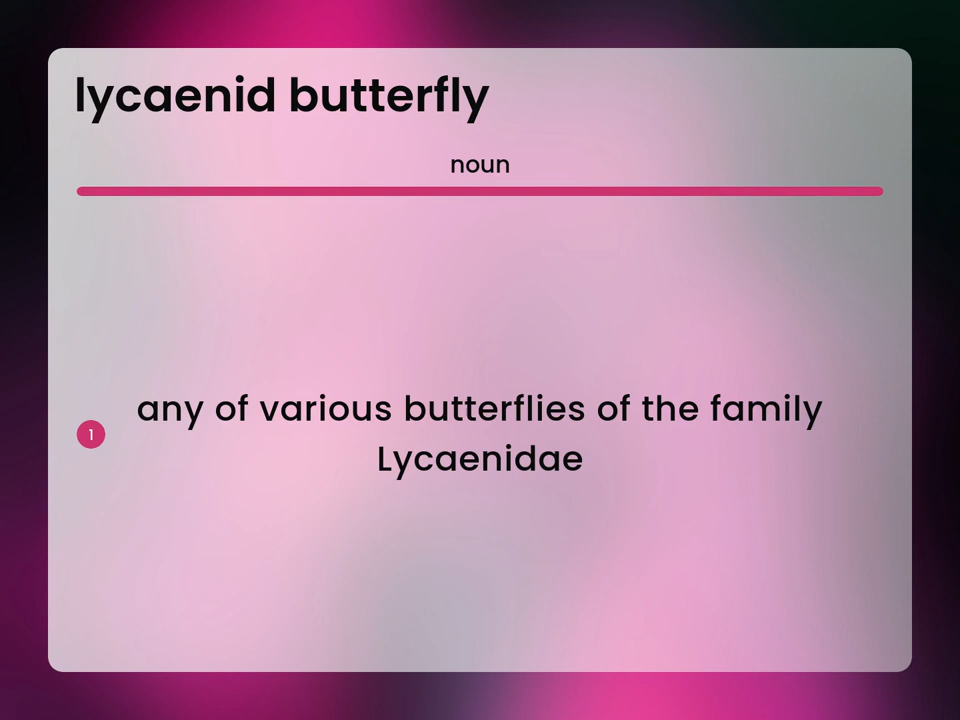 lycaenid butterfly
noun
any of various butterflies of the family
1
Lycaenidae